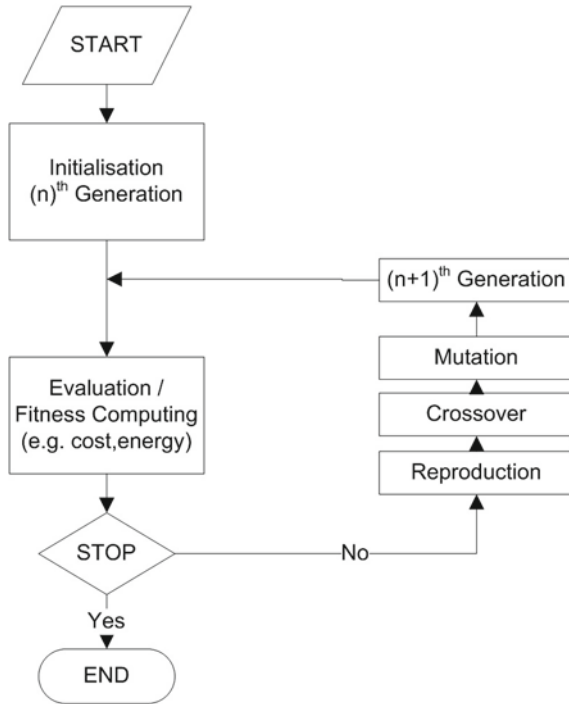 START
Initialisation
(n)th Generation
(n+1)th Generation
Mutation
Crossover
Reproduction
Evaluation /
Fitness Computing
(e.g. cost,energy)
STOP
No
Yes
END